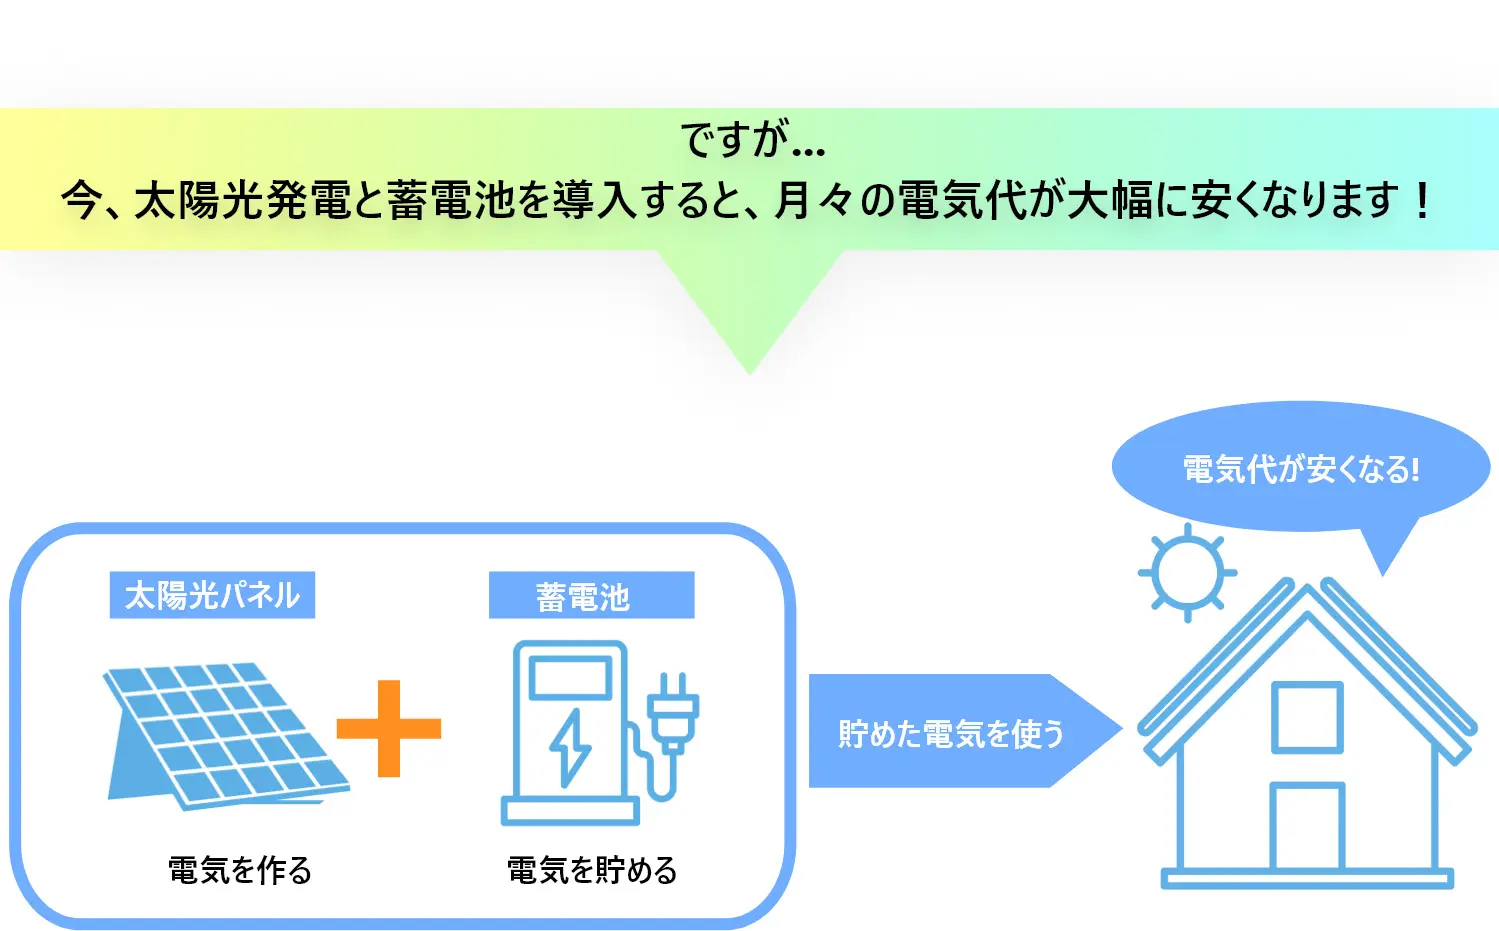 ですが...
今、太陽光発電と蓄電池を導入すると、月々の電気代が大幅に安くなります！
電気代が安くなる!
太陽光パネル
蓄電池
貯めた電気を使う
電気を作る
電気を貯める